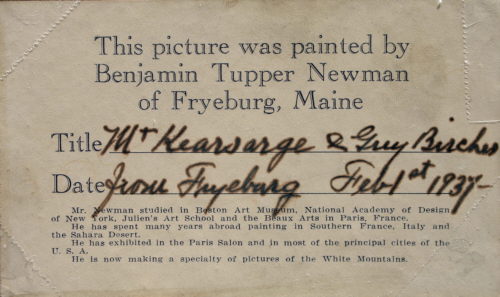 This picture was painted by
Benjamin Tupper Newman
of Fryeburg, Maine
Title Mt Kearsarge & Guy Birches
Date from Fryeburg Feb 1st 1937-
Mr. Newman studied in Boston Art Museum, National Academy of Design
of New York, Julien's Art School and the Beaux Arts in Paris, France.
He has spent many years abroad painting in Southern France, Italy and
the Sahara Desert.
He has exhibited in the Paris Salon and in most of the principal cities of the
U. S. A.
He is now making a specialty of pictures of the White Mountains.